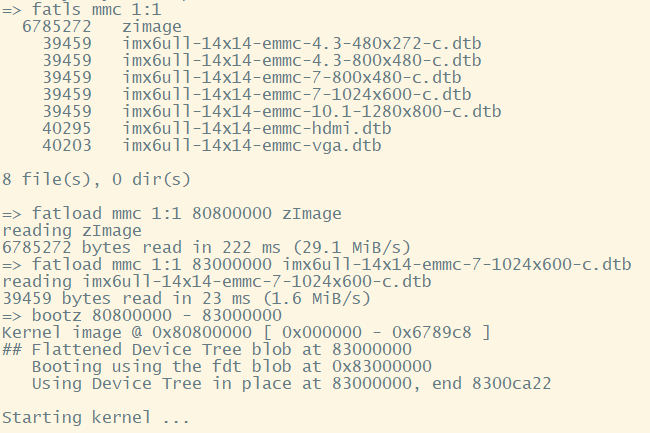 => fatls mmc 1:1
  6785272   zimage
    39459   imx6ull-14x14-emmc-4.3-480x272-c.dtb
    39459   imx6ull-14x14-emmc-4.3-800x480-c.dtb
    39459   imx6ull-14x14-emmc-7-800x480-c.dtb
    39459   imx6ull-14x14-emmc-7-1024x600-c.dtb
    39459   imx6ull-14x14-emmc-10.1-1280x800-c.dtb
    40295   imx6ull-14x14-emmc-hdmi.dtb
    40203   imx6ull-14x14-emmc-vga.dtb

8 file(s), 0 dir(s)

=> fatload mmc 1:1 80800000 zImage
reading zImage
6785272 bytes read in 222 ms (29.1 MiB/s)
=> fatload mmc 1:1 83000000 imx6ull-14x14-emmc-7-1024x600-c.dtb
reading imx6ull-14x14-emmc-7-1024x600-c.dtb
39459 bytes read in 23 ms (1.6 MiB/s)
=> bootz 80800000 - 83000000
Kernel image @ 0x80800000 [ 0x000000 - 0x6789c8 ]
## Flattened Device Tree blob at 83000000
   Booting using the fdt blob at 0x83000000
   Using Device Tree in place at 83000000, end 8300ca22

Starting kernel ...